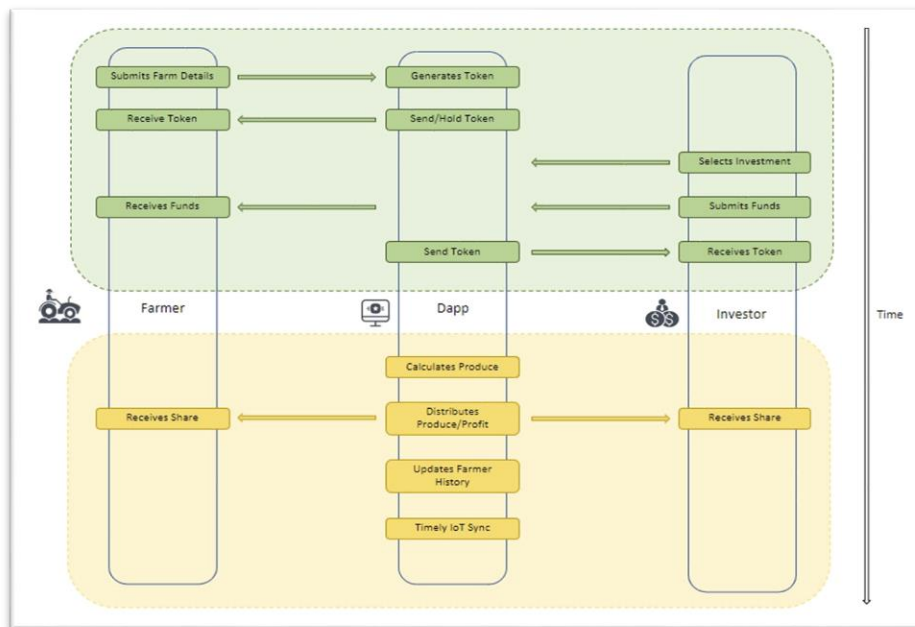 Submits Farm Details
Generates Token
Receive Token
Send/Hold Token
Selects Investment
Receives Funds
Submits Funds
Send Token
Receives Token
Farmer
Dapp
Investor
Time
Calculates Produce
Receives Share
Distributes
Produce/Profit
Receives Share
Updates Farmer
History
Timely IoT Sync